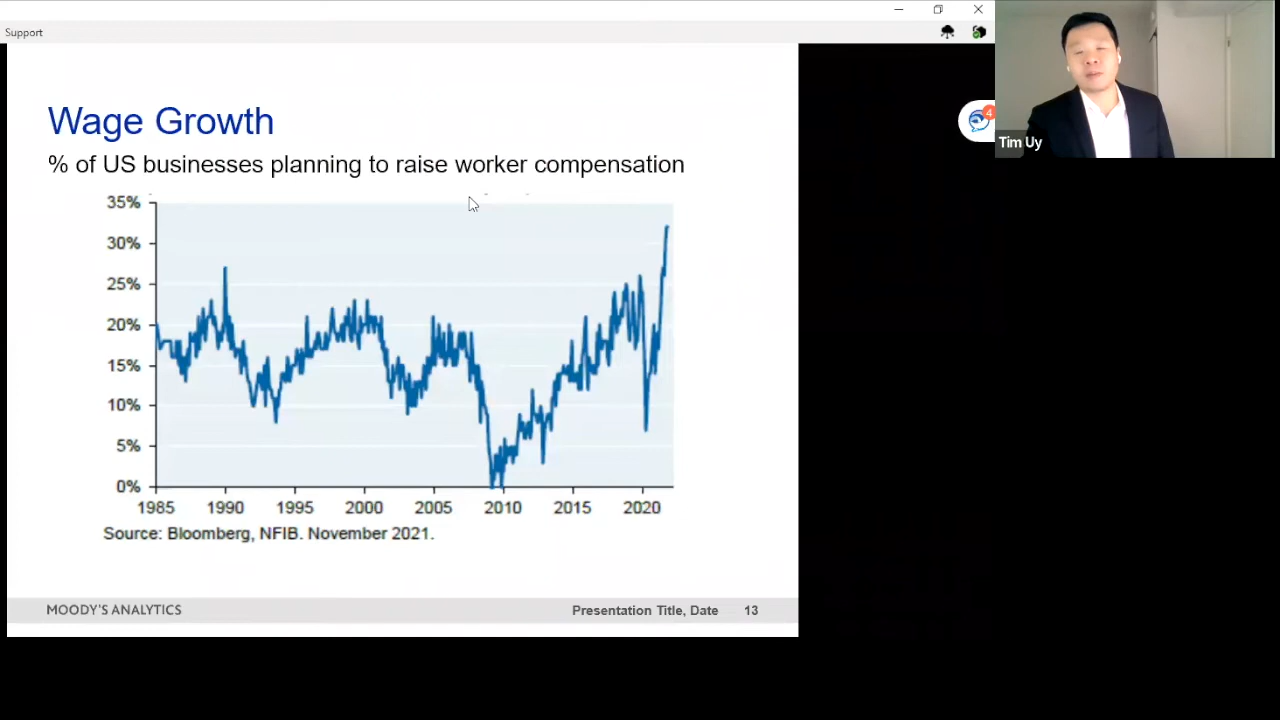 Support
4
Tim Uy
Wage Growth
% of US businesses planning to raise worker compensation
35%
30%
25%
20%
15%
10%
5%
0%
1985 1990 1995 2000 2005 2010 2015 2020
Source: Bloomberg, NFIB. November 2021.
MOODY'S ANALYTICS Presentation Title, Date 13